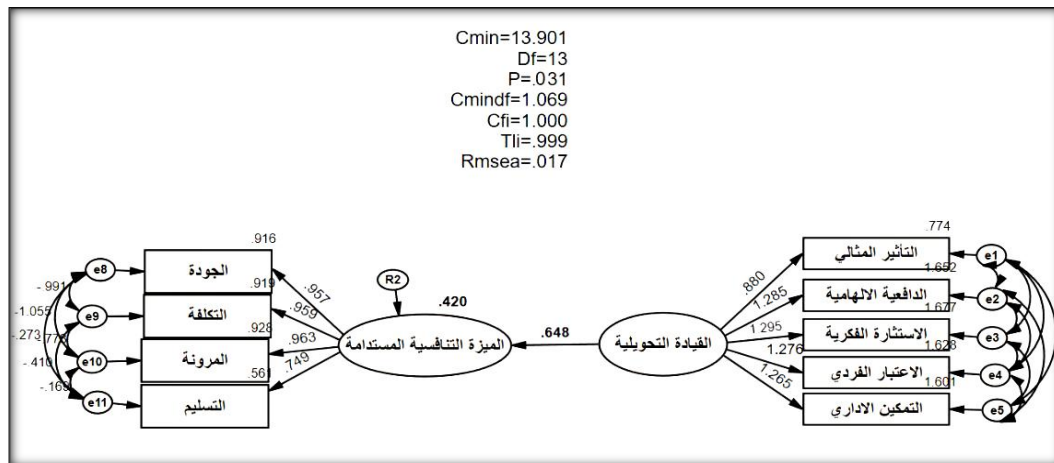 Cmin=13.901
Df=13
P=.031
Cmindf=1.069
Cfi=1.000
Tli=.999
Rmsea=.017
.774
التأثير المثالي
e1
.880
1.652
الدافعية الالهامية
e2
1.285
1.677
الاستثارة الفكرية
e3
1.295
1.628
الاعتبار الفردي
e4
1.276
1.601
التمكين الاداري
e5
1.265
القيادة التحويلية
.648
R2
.420
الميزة التنافسية المستدامة
.916
الجودة
e8
.957
.919
التكلفة
e9
.959
.928
المرونة
e10
.963
.561
التسليم
e11
.749
-.991
-1.055
-.273
-.410
-.169